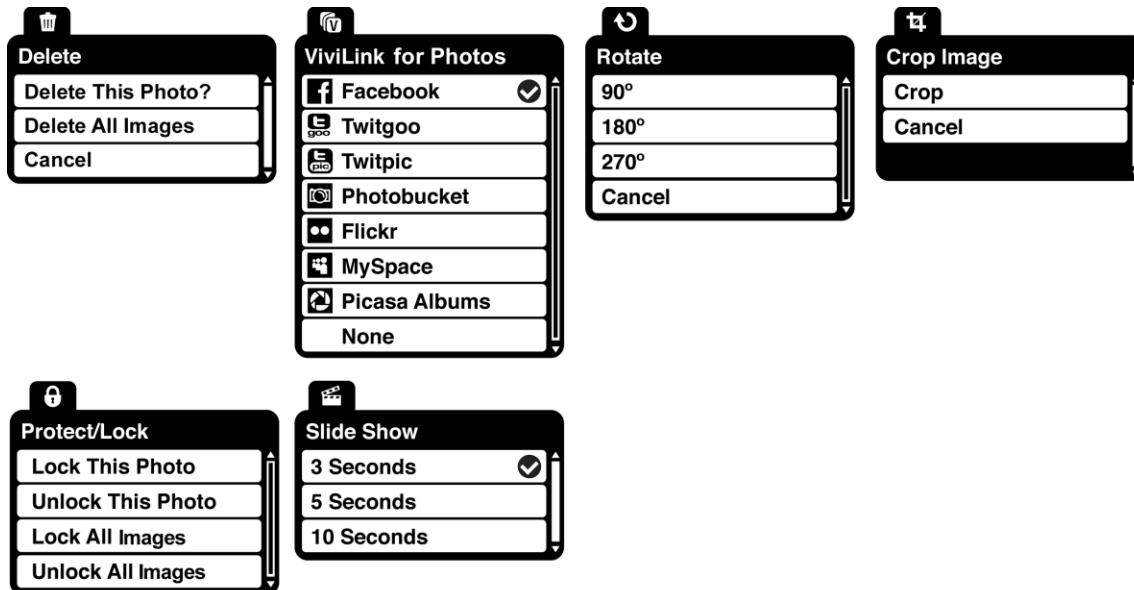 Delete
Delete This Photo?
Delete All Images
Cancel
V
ViviLink for Photos
f Facebook
t goo Twitgoo
t pic Twitpic
Photobucket
Flickr
MySpace
Picasa Albums
None
Rotate
90º
180º
270º
Cancel
Crop Image
Crop
Cancel
Protect/Lock
Lock This Photo
Unlock This Photo
Lock All Images
Unlock All Images
Slide Show
3 Seconds
5 Seconds
10 Seconds